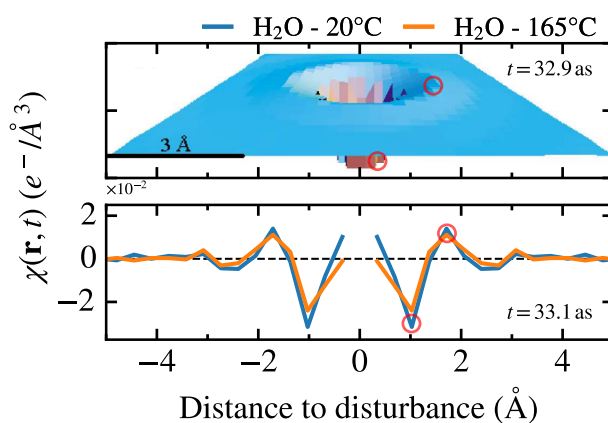 H₂O - 20°C H₂O - 165°C
t = 32.9 as
3 Å
×10⁻²
χ(r, t) (e⁻/Å³)
2
0
−2
t = 33.1 as
−4 −2 0 2 4
Distance to disturbance (Å)